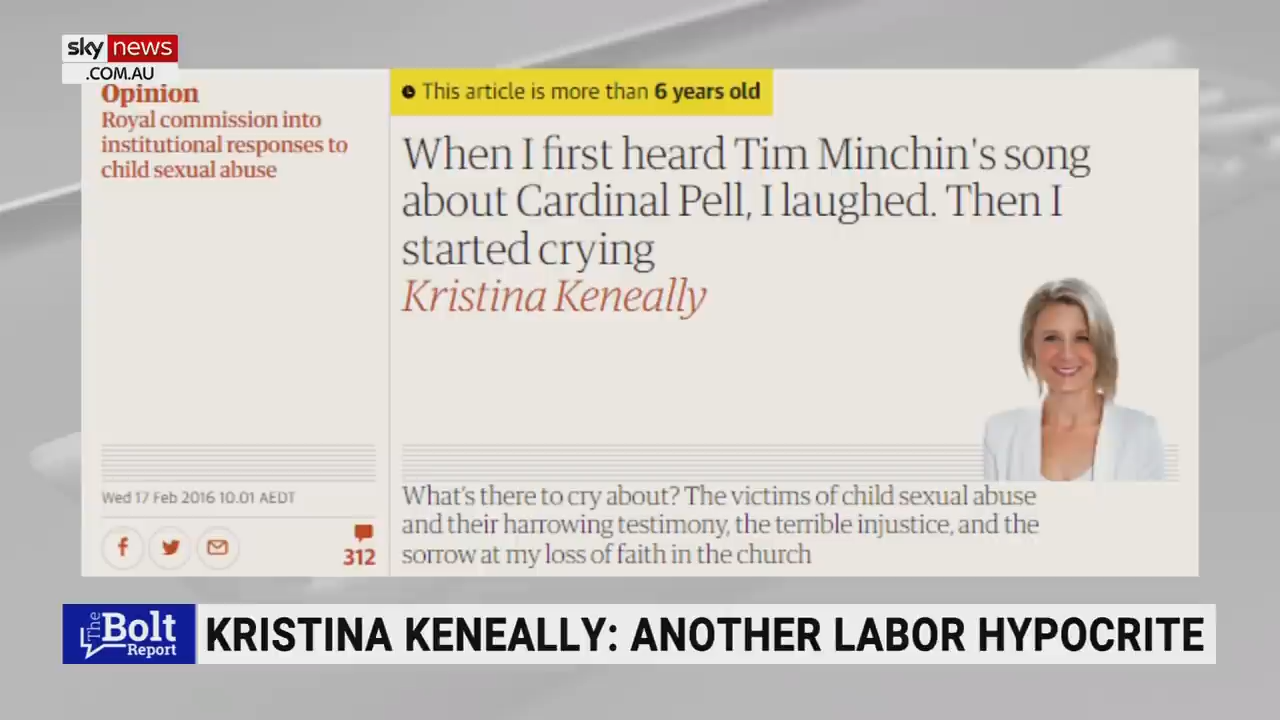 sky news
.COM.AU
Opinion
Royal commission into
institutional responses to
child sexual abuse
This article is more than 6 years old
When I first heard Tim Minchin's song
about Cardinal Pell, I laughed. Then I
started crying
Kristina Keneally
Wed 17 Feb 2016 10.01 AEDT
312
What's there to cry about? The victims of child sexual abuse
and their harrowing testimony, the terrible injustice, and the
sorrow at my loss of faith in the church
The Bolt
Report
KRISTINA KENEALLY: ANOTHER LABOR HYPOCRITE